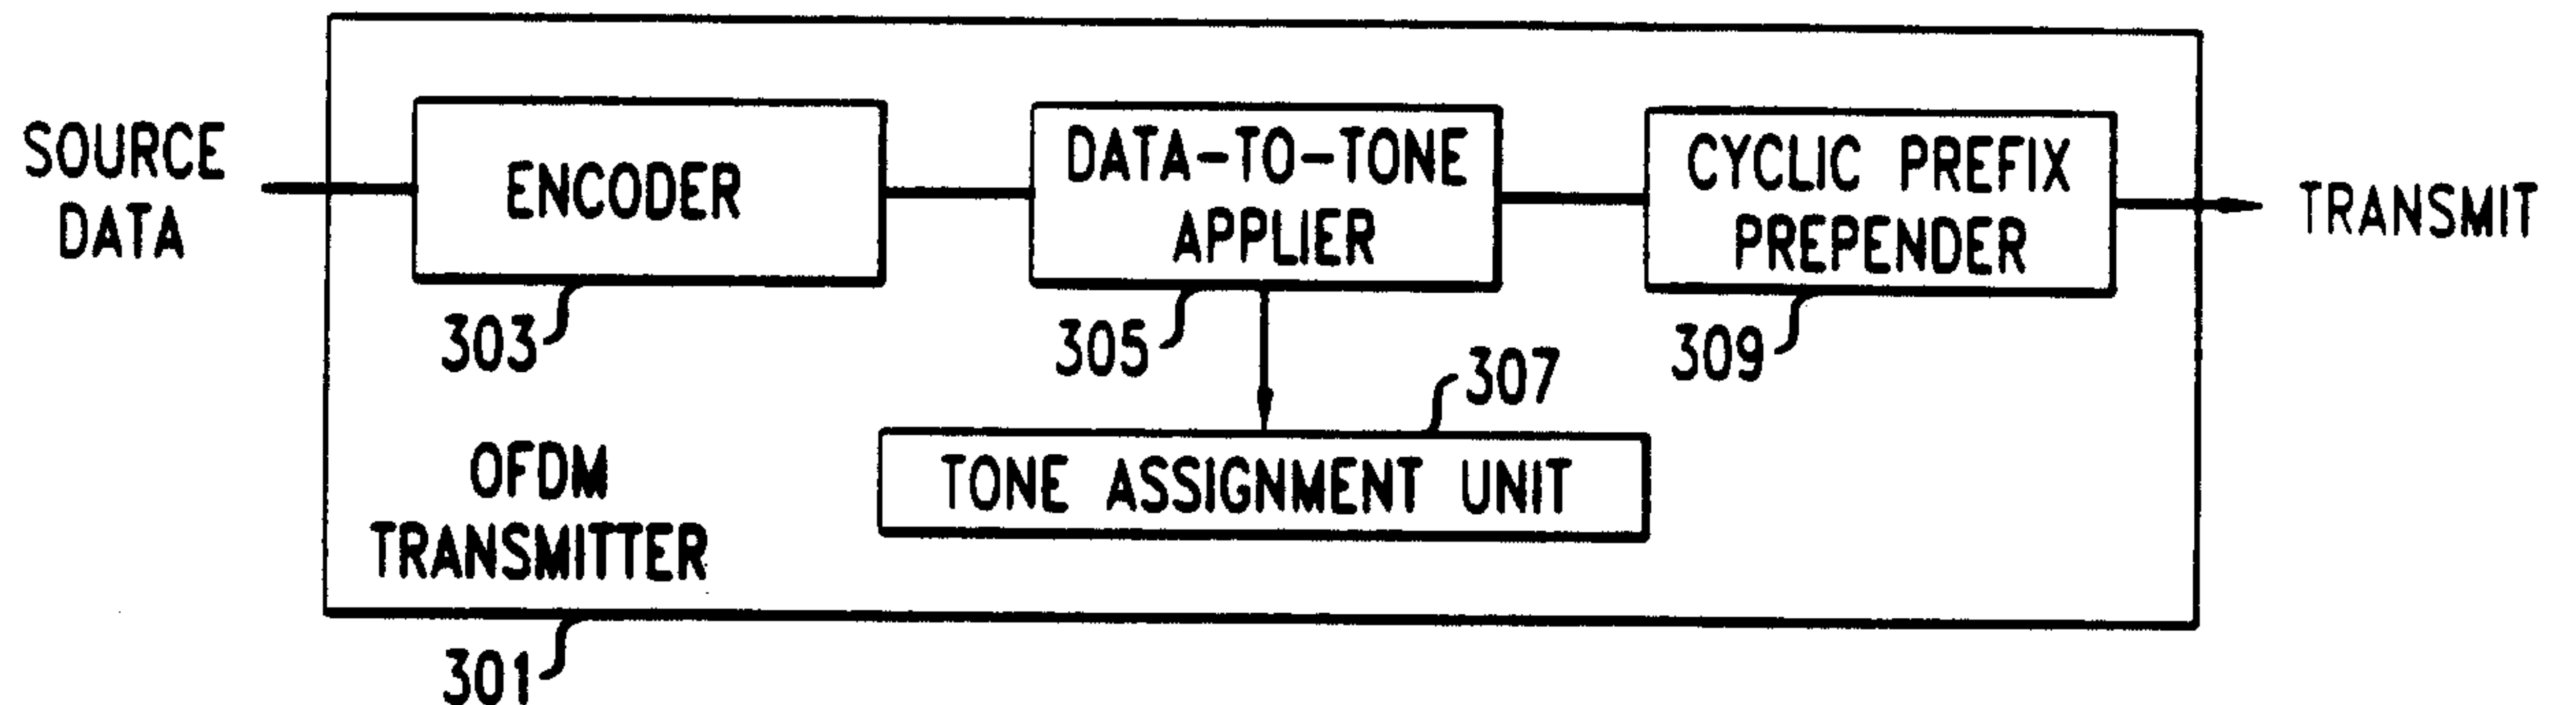 SOURCE
DATA
ENCODER
303
DATA-TO-TONE
APPLIER
305
CYCLIC PREFIX
PREPENDER
309
TRANSMIT
307
TONE ASSIGNMENT UNIT
OFDM
TRANSMITTER
301